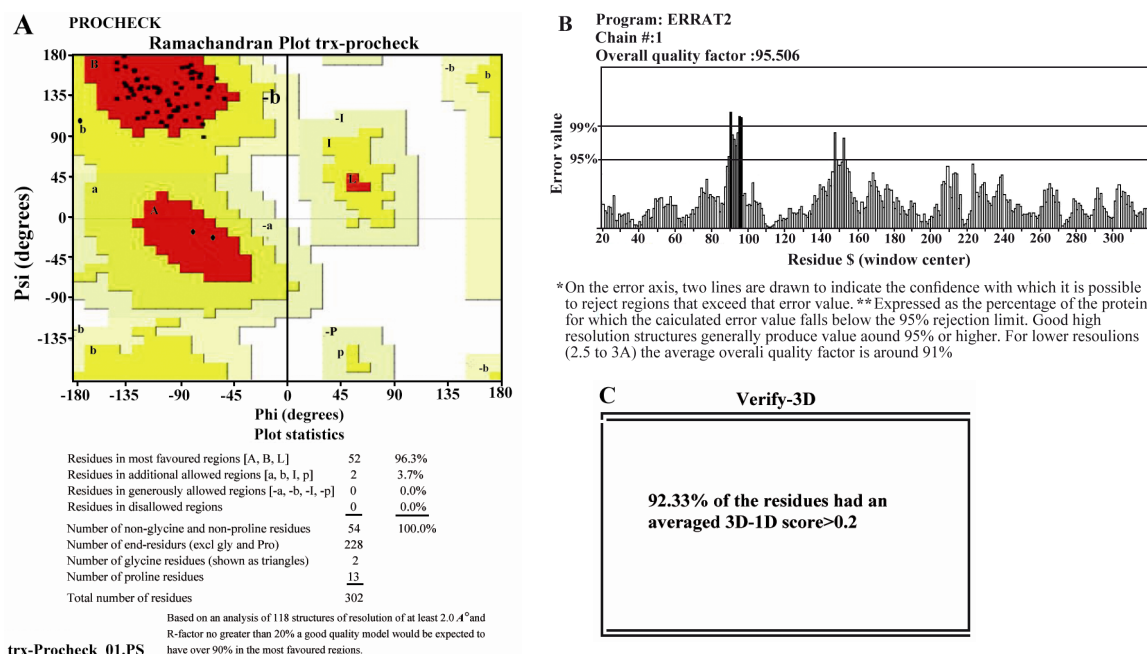 A
PROCHECK
Ramachandran Plot trx-procheck
180
135
90
45
0
-45
-90
-135
Psi (degrees)
B
b
-b
b
-b
b
a
A
-a
-I
I
L
-b
b
-P
p
-b
-180
-135
-90
-45
0
45
90
135
180
Phi (degrees)
Plot statistics
Residues in most favoured regions [A, B, L] 52 96.3%
Residues in additional allowed regions [a, b, I, p] 2 3.7%
Residues in generously allowed regions [-a, -b, -I, -p] 0 0.0%
Residues in disallowed regions 0 0.0%
Number of non-glycine and non-proline residues 54 100.0%
Number of end-residurs (excl gly and Pro) 228
Number of glycine residues (shown as triangles) 2
Number of proline residues 13
Total number of residues 302
Based on an analysis of 118 structures of resolution of at least 2.0 A° and
R-factor no greater than 20% a good quality model would be expected to
have over 90% in the most favoured regions.
trx-Procheck_01.PS
B
Program: ERRAT2
Chain #:1
Overall quality factor :95.506
Error value
99%
95%
20 40 60 80 100 120 140 160 180 200 220 240 260 280 300
Residue $ (window center)
*On the error axis, two lines are drawn to indicate the confidence with which it is possible
to reject regions that exceed that error value. **Expressed as the percentage of the protein
for which the caiculated error value falls below the 95% rejection limit. Good high
resolution structures generally produce value aound 95% or higher. For lower resoulions
(2.5 to 3A) the average overali quality factor is around 91%
C
Verify-3D
92.33% of the residues had an
averaged 3D-1D score>0.2